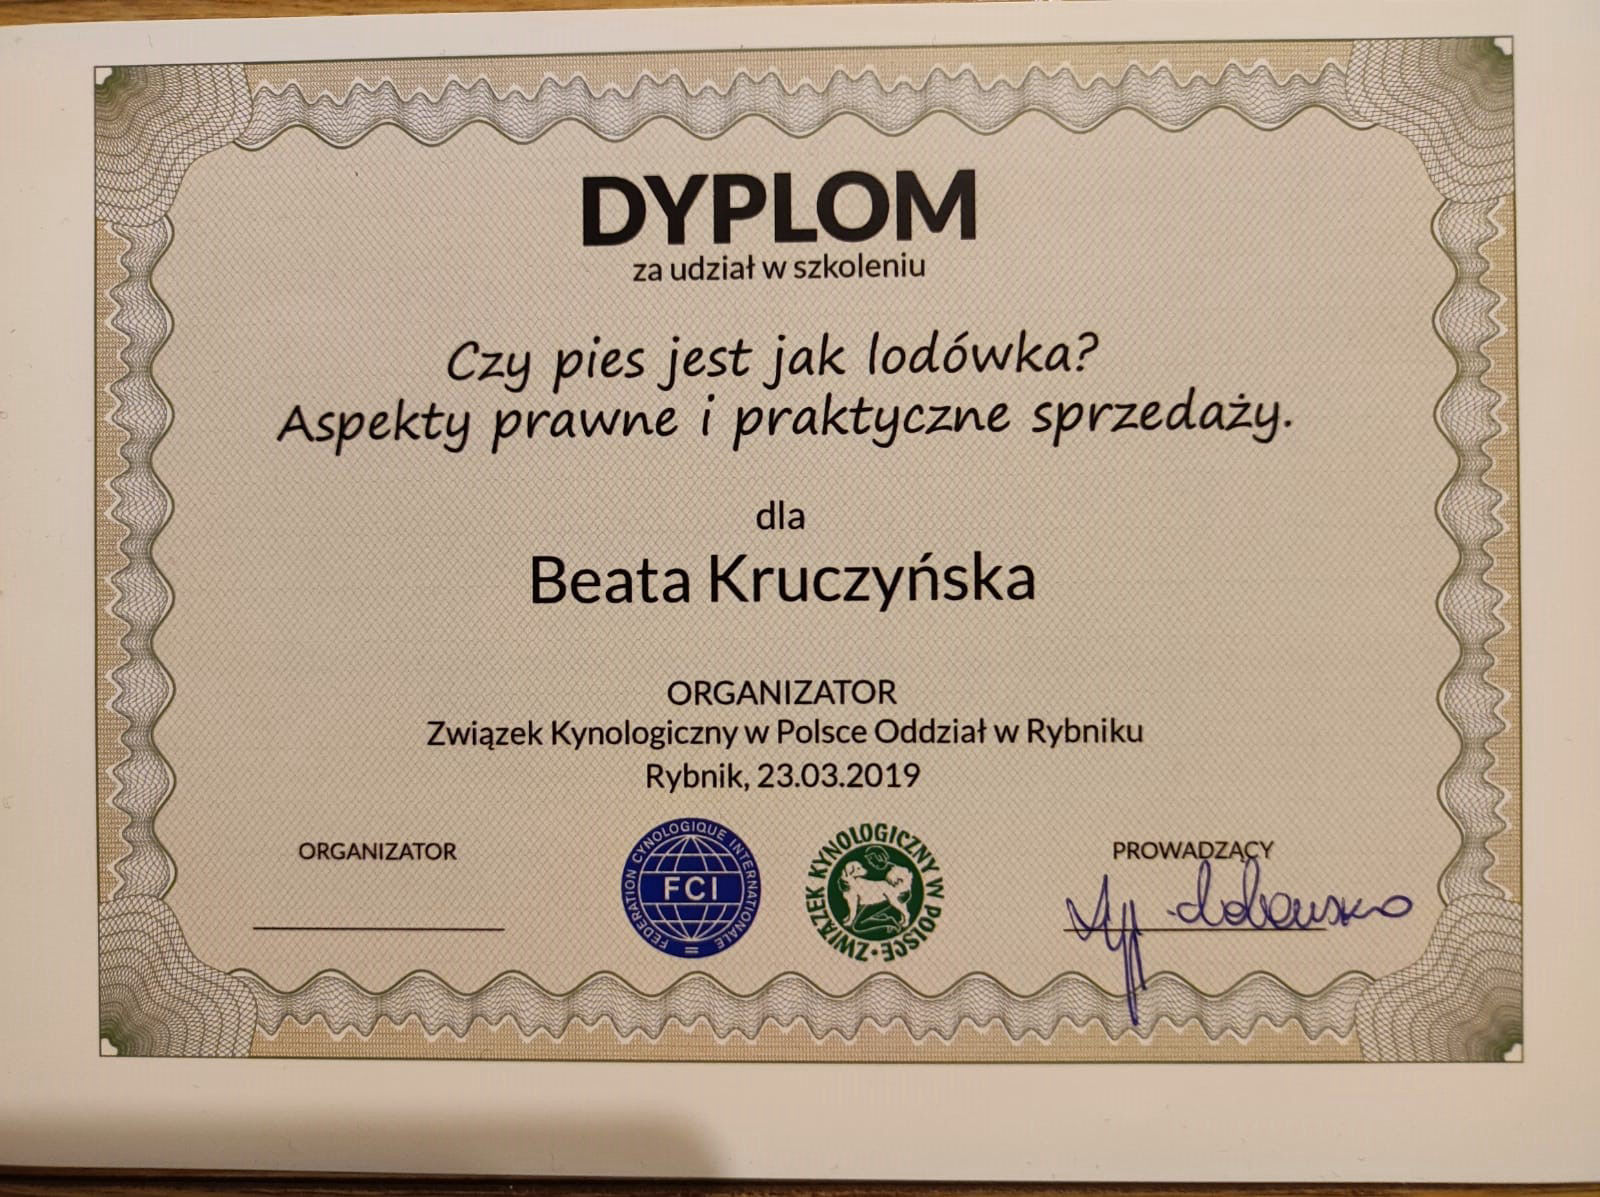 DYPLOM
za udział w szkoleniu
Czy pies jest jak lodówka?
Aspekty prawne i praktyczne sprzedaży.
dla
Beata Kruczyńska
ORGANIZATOR
Związek Kynologiczny w Polsce Oddział w Rybniku
Rybnik, 23.03.2019
ORGANIZATOR
FEDERATION CYNOLOGIQUE INTERNATIONALE
FCI
ZWIĄZEK KYNOLOGICZNY W POLSCE
PROWADZĄCY